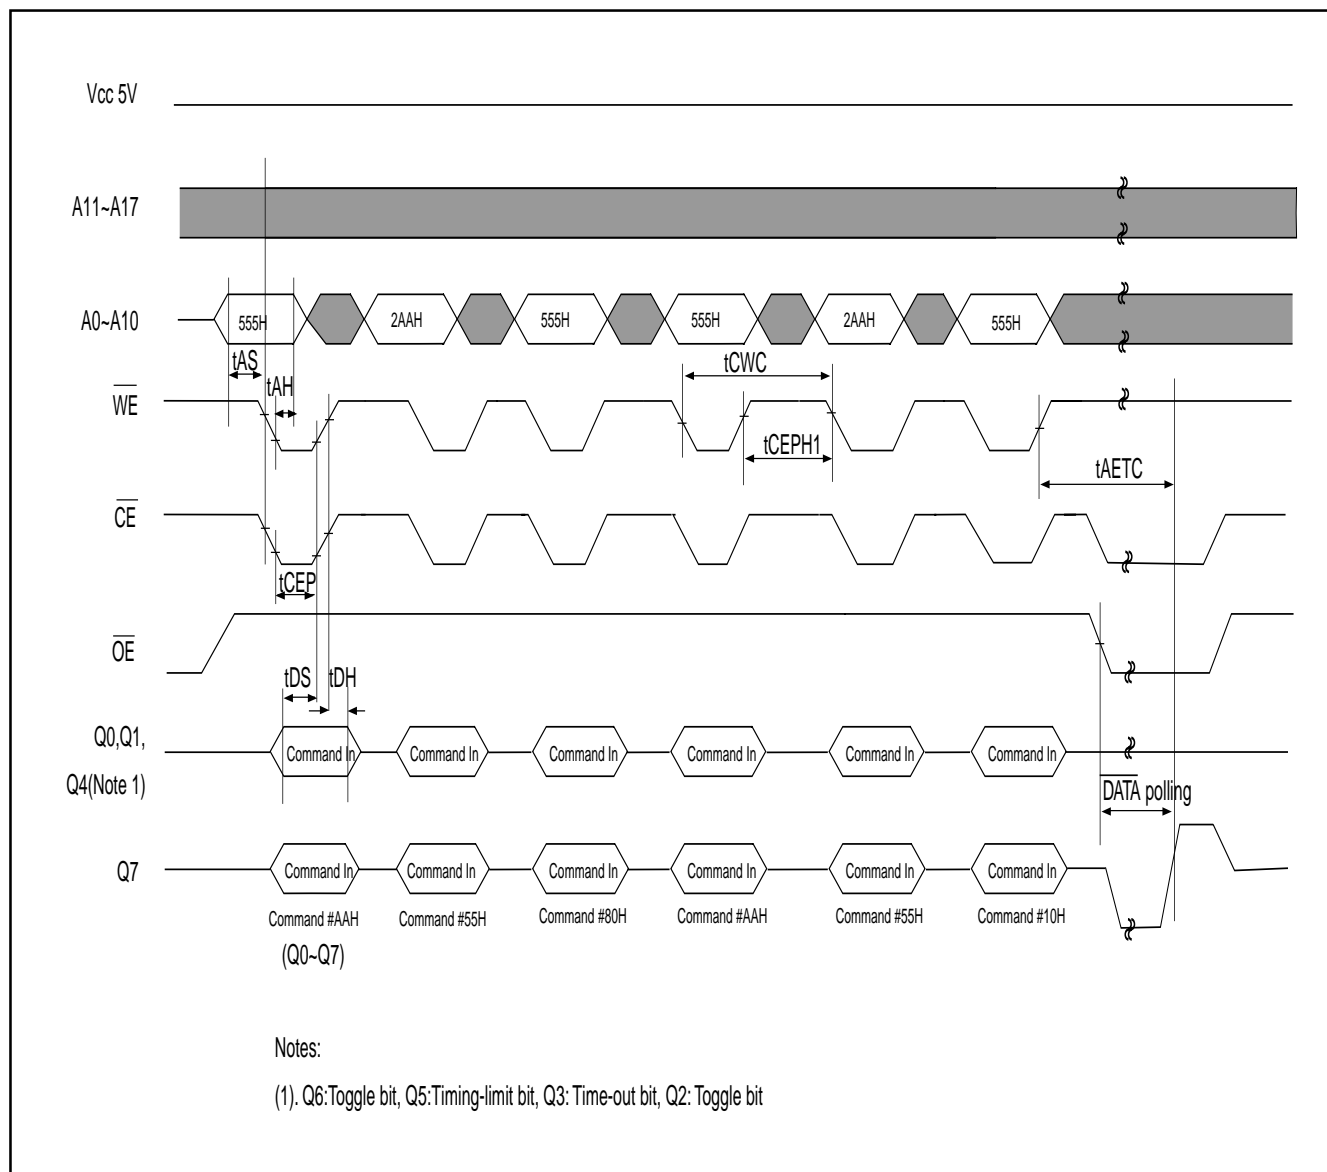 Vcc 5V
A11~A17
A0~A10
555H
2AAH
555H
555H
2AAH
555H
tAS
tAH
tCWC
WE
tCEPH1
tAETC
CE
tCEP
OE
tDS
tDH
Q0,Q1,
Q4(Note 1)
Command In
Command In
Command In
Command In
Command In
Command In
DATA polling
Q7
Command In
Command In
Command In
Command In
Command In
Command In
Command #AAH
Command #55H
Command #80H
Command #AAH
Command #55H
Command #10H
(Q0~Q7)
Notes:
(1). Q6:Toggle bit, Q5:Timing-limit bit, Q3: Time-out bit, Q2: Toggle bit